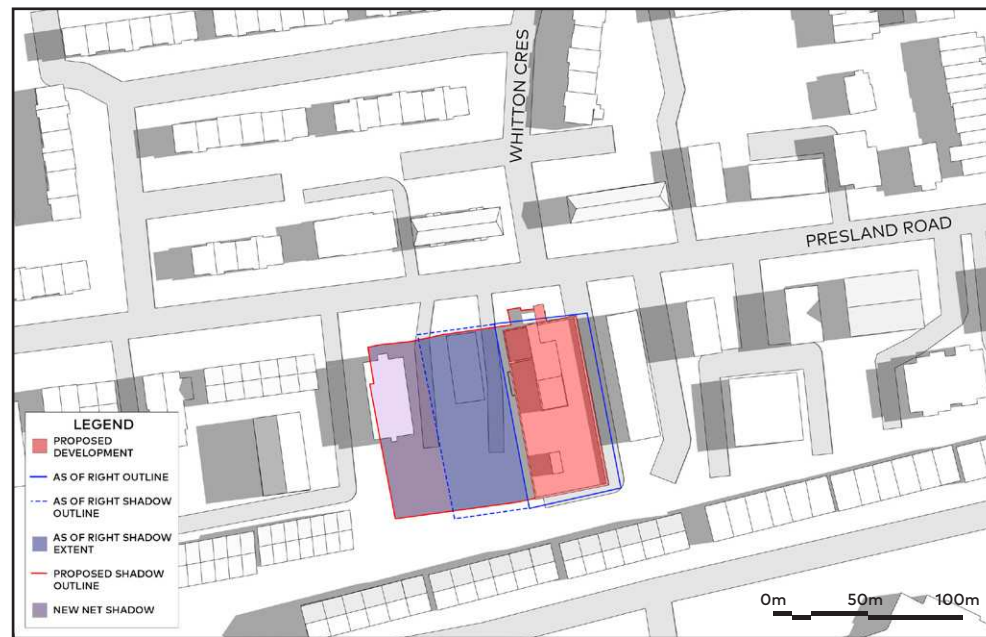 WHITTON CRES
PRESLAND ROAD
LEGEND
PROPOSED
DEVELOPMENT
AS OF RIGHT OUTLINE
AS OF RIGHT SHADOW
OUTLINE
AS OF RIGHT SHADOW
EXTENT
PROPOSED SHADOW
OUTLINE
NEW NET SHADOW
0m 50m 100m